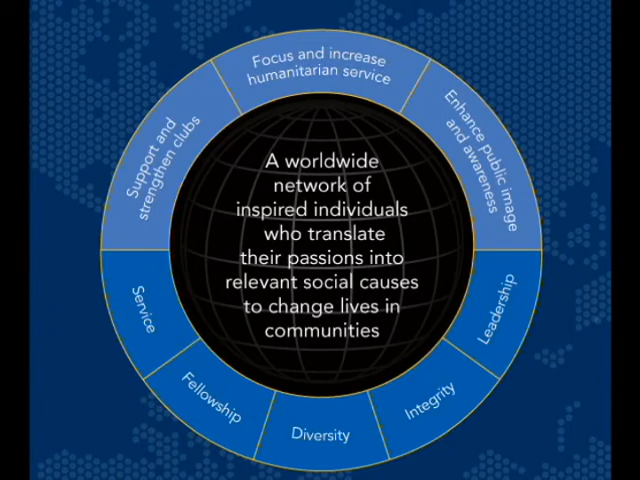 Focus and increase
humanitarian service
Support and
strengthen clubs
Enhance public image
and awareness
A worldwide
network of
inspired individuals
who translate
their passions into
relevant social causes
to change lives in
communities
Service
Fellowship
Diversity
Integrity
Leadership